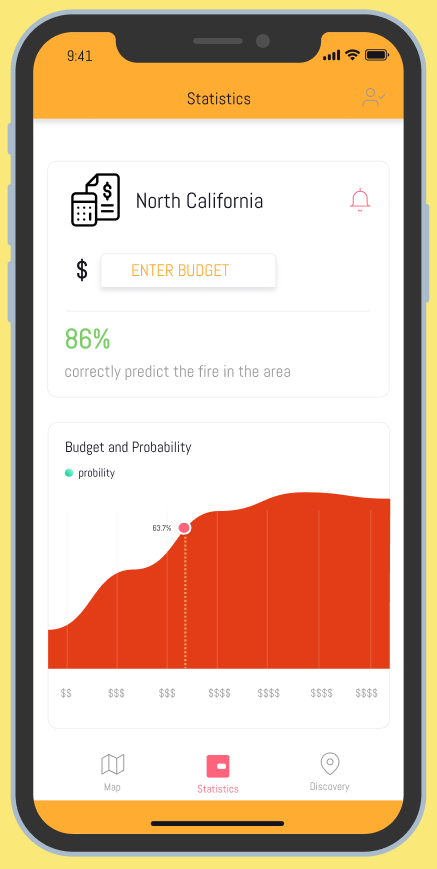 9:41
Statistics
North California
$
ENTER BUDGET
86%
correctly predict the fire in the area
Budget and Probability
probility
63.7%
$$ $$$ $$$ $$$$ $$$$ $$$$ $$$$
Map Statistics Discovery